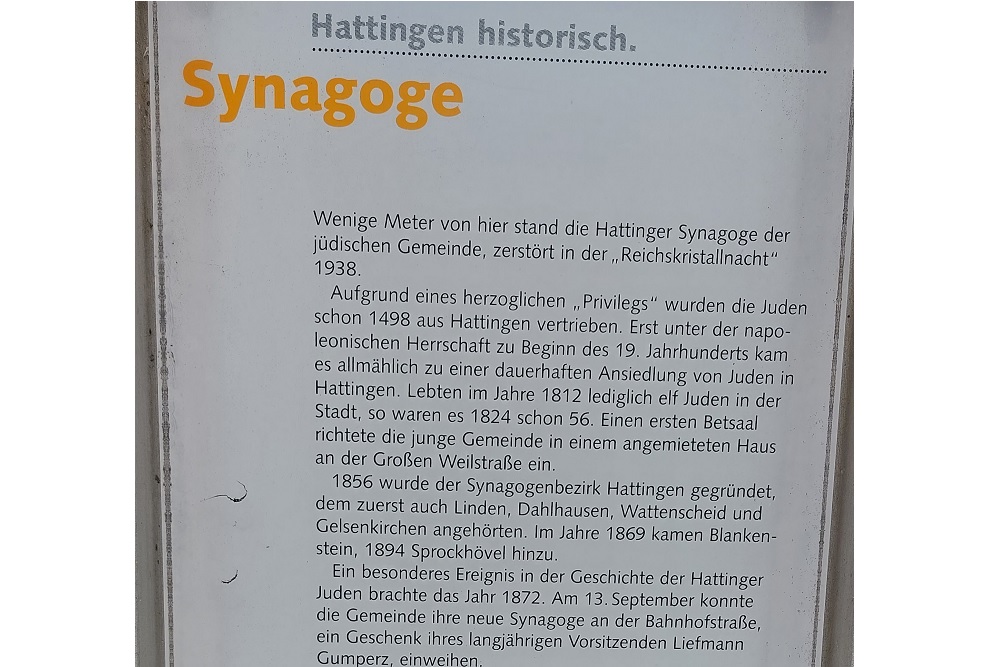 Hattingen historisch.
Synagoge
Wenige Meter von hier stand die Hattinger Synagoge der
jüdischen Gemeinde, zerstört in der „Reichskristallnacht“
1938.
Aufgrund eines herzoglichen „Privilegs“ wurden die Juden
schon 1498 aus Hattingen vertrieben. Erst unter der napo-
leonischen Herrschaft zu Beginn des 19. Jahrhunderts kam
es allmählich zu einer dauerhaften Ansiedlung von Juden in
Hattingen. Lebten im Jahre 1812 lediglich elf Juden in der
Stadt, so waren es 1824 schon 56. Einen ersten Betsaal
richtete die junge Gemeinde in einem angemieteten Haus
an der Großen Weilstraße ein.
1856 wurde der Synagogenbezirk Hattingen gegründet,
dem zuerst auch Linden, Dahlhausen, Wattenscheid und
Gelsenkirchen angehörten. Im Jahre 1869 kamen Blanken-
stein, 1894 Sprockhövel hinzu.
Ein besonderes Ereignis in der Geschichte der Hattinger
Juden brachte das Jahr 1872. Am 13. September konnte
die Gemeinde ihre neue Synagoge an der Bahnhofstraße,
ein Geschenk ihres langjährigen Vorsitzenden Liefmann
Gumperz, einweihen.